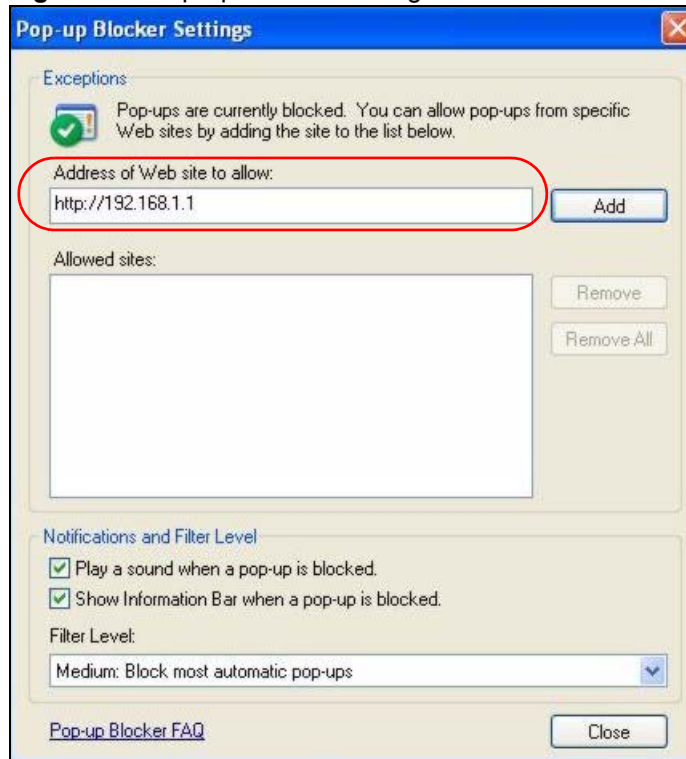 Pop-up Blocker Settings
Exceptions
Pop-ups are currently blocked. You can allow pop-ups from specific
Web sites by adding the site to the list below.
Address of Web site to allow:
http://192.168.1.1
Add
Allowed sites:
Remove
Remove All
Notifications and Filter Level
Play a sound when a pop-up is blocked.
Show Information Bar when a pop-up is blocked.
Filter Level:
Medium: Block most automatic pop-ups
Pop-up Blocker FAQ
Close